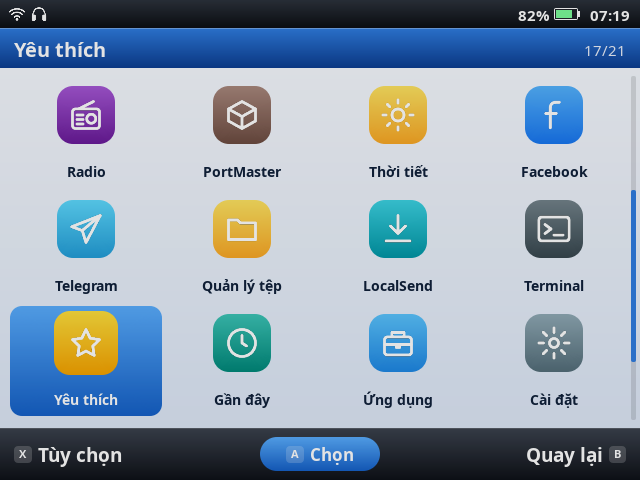 82% 07:19
Yêu thích 17/21
Radio PortMaster Thời tiết Facebook
Telegram Quản lý tệp LocalSend Terminal
Yêu thích Gần đây Ứng dụng Cài đặt
X Tùy chọn A Chọn Quay lại B